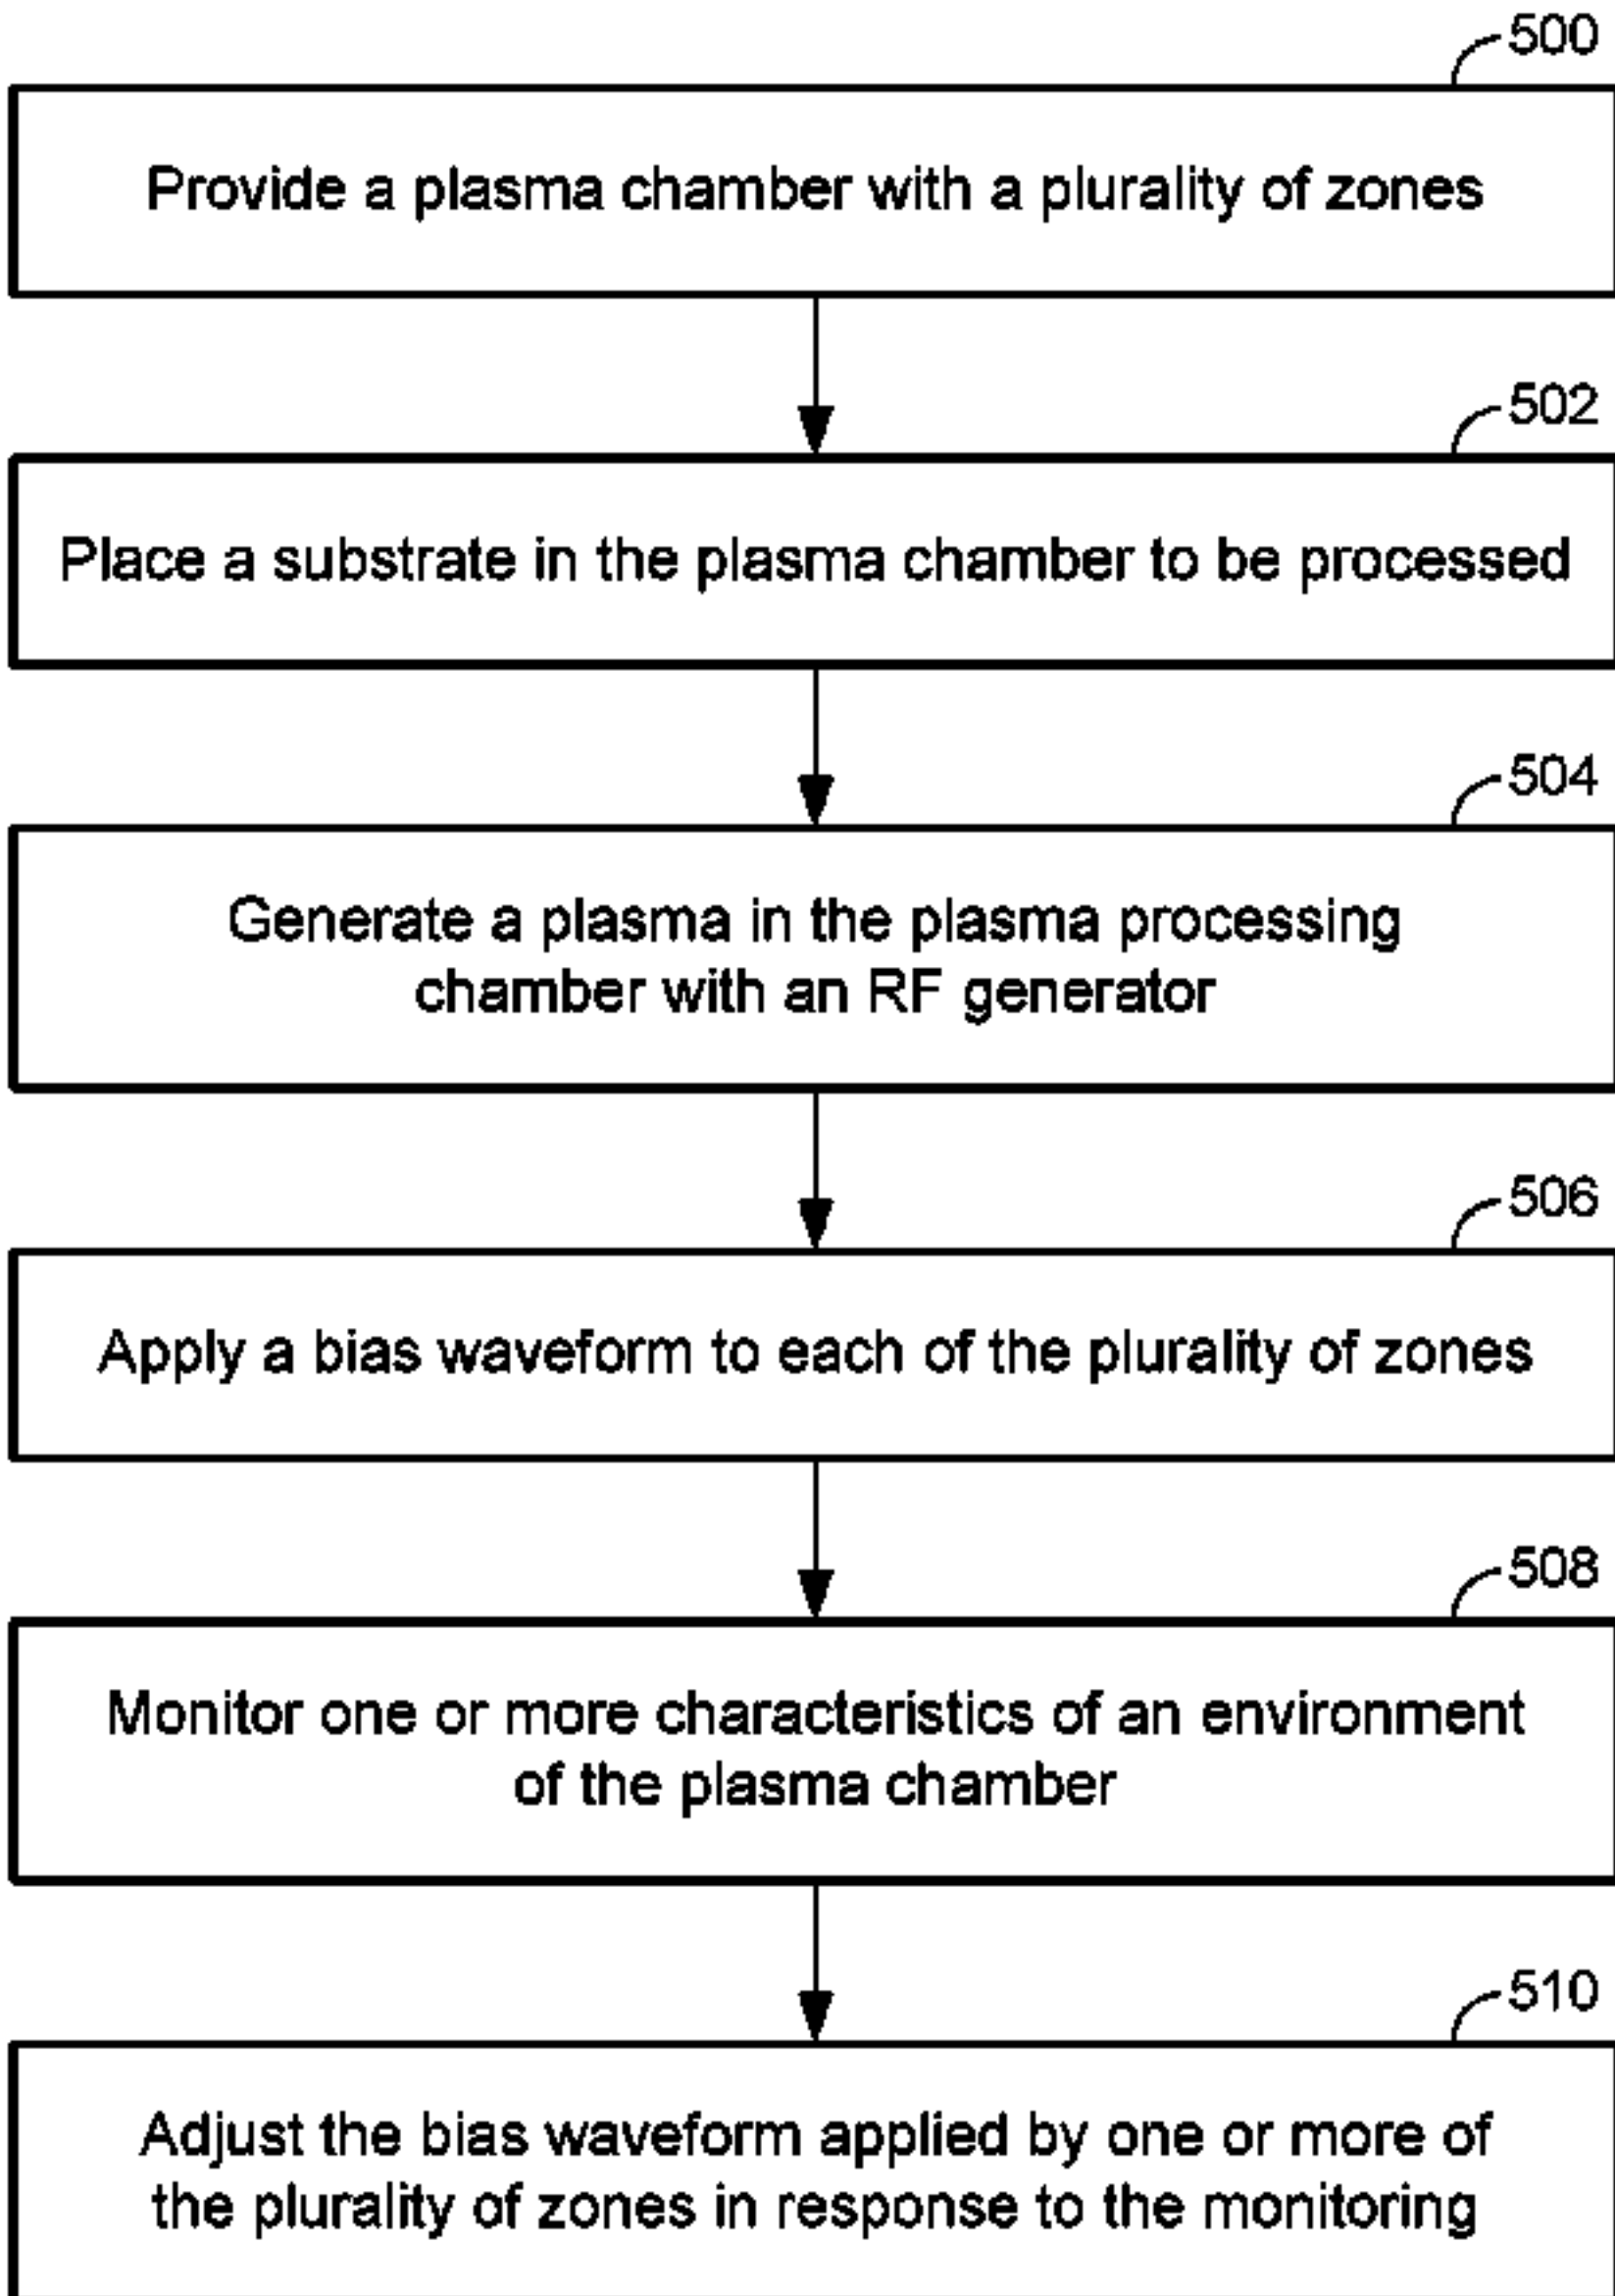 500
Provide a plasma chamber with a plurality of zones
502
Place a substrate in the plasma chamber to be processed
504
Generate a plasma in the plasma processing
chamber with an RF generator
506
Apply a bias waveform to each of the plurality of zones
508
Monitor one or more characteristics of an environment
of the plasma chamber
510
Adjust the bias waveform applied by one or more of
the plurality of zones in response to the monitoring